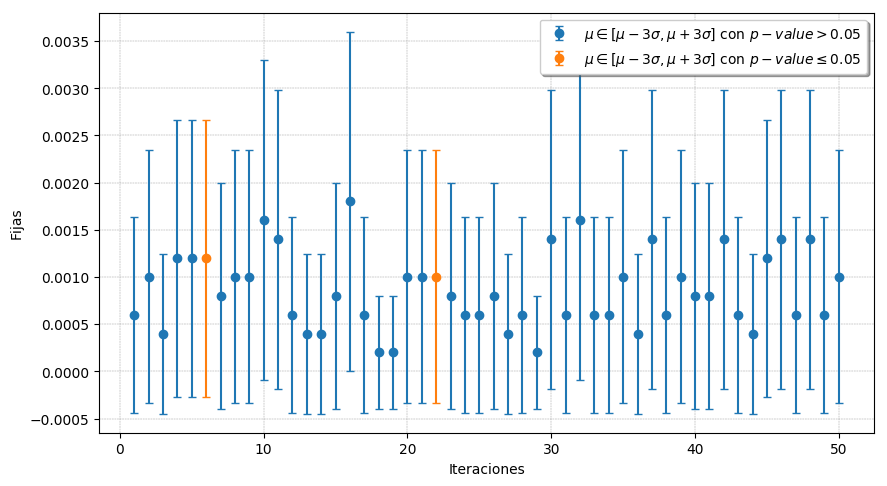 0.0035
0.0030
0.0025
0.0020
0.0015
0.0010
0.0005
0.0000
−0.0005
Fijas
μ ∈ [μ − 3σ, μ + 3σ] con p − value > 0.05
μ ∈ [μ − 3σ, μ + 3σ] con p − value ≤ 0.05
0 10 20 30 40 50
Iteraciones